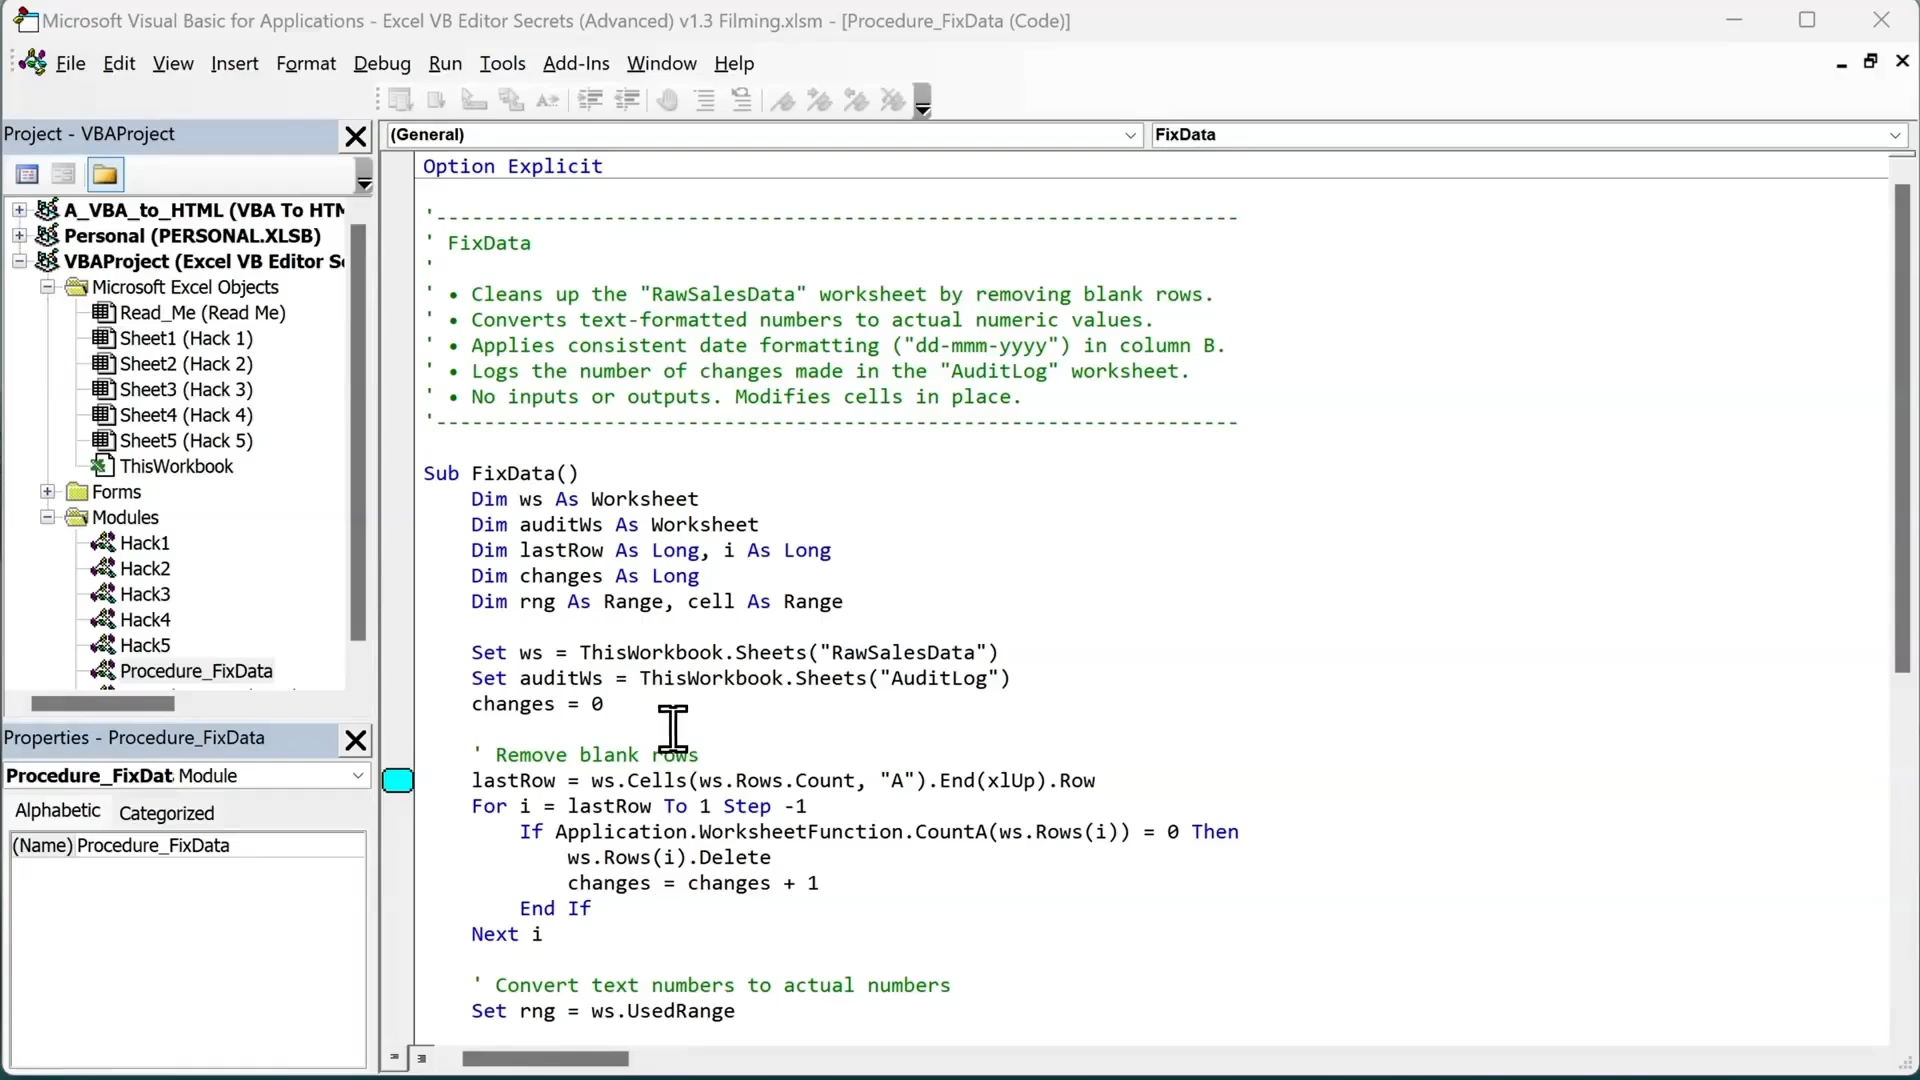 Microsoft Visual Basic for Applications - Excel VB Editor Secrets (Advanced) v1.3 Filming.xlsm - [Procedure_FixData (Code)]
File Edit View Insert Format Debug Run Tools Add-Ins Window Help
Project - VBAProject
(General)
FixData
A_VBA_to_HTML (VBA To HTM
Personal (PERSONAL.XLSB)
VBAProject (Excel VB Editor Se
Microsoft Excel Objects
Read_Me (Read Me)
Sheet1 (Hack 1)
Sheet2 (Hack 2)
Sheet3 (Hack 3)
Sheet4 (Hack 4)
Sheet5 (Hack 5)
ThisWorkbook
Forms
Modules
Hack1
Hack2
Hack3
Hack4
Hack5
Procedure_FixData
Properties - Procedure_FixData
Procedure_FixDat Module
Alphabetic Categorized
(Name) Procedure_FixData
Option Explicit
'-------------------------------------------------------------------
' FixData
'
' • Cleans up the "RawSalesData" worksheet by removing blank rows.
' • Converts text-formatted numbers to actual numeric values.
' • Applies consistent date formatting ("dd-mmm-yyyy") in column B.
' • Logs the number of changes made in the "AuditLog" worksheet.
' • No inputs or outputs. Modifies cells in place.
'-------------------------------------------------------------------
Sub FixData()
Dim ws As Worksheet
Dim auditWs As Worksheet
Dim lastRow As Long, i As Long
Dim changes As Long
Dim rng As Range, cell As Range
Set ws = ThisWorkbook.Sheets("RawSalesData")
Set auditWs = ThisWorkbook.Sheets("AuditLog")
changes = 0
' Remove blank rows
lastRow = ws.Cells(ws.Rows.Count, "A").End(xlUp).Row
For i = lastRow To 1 Step -1
If Application.WorksheetFunction.CountA(ws.Rows(i)) = 0 Then
ws.Rows(i).Delete
changes = changes + 1
End If
Next i
' Convert text numbers to actual numbers
Set rng = ws.UsedRange